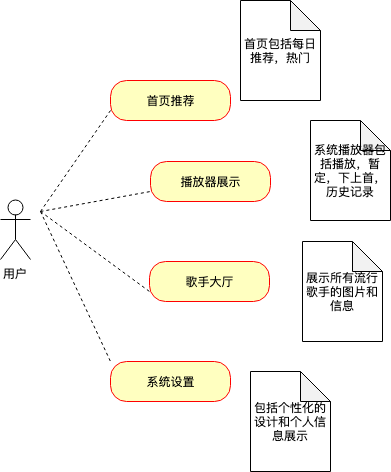 首页包括每日
推荐，热门
首页推荐
系统播放器包
括播放，暂
定，下上首，
历史记录
播放器展示
用户
歌手大厅
展示所有流行
歌手的图片和
信息
系统设置
包括个性化的
设计和个人信
息展示